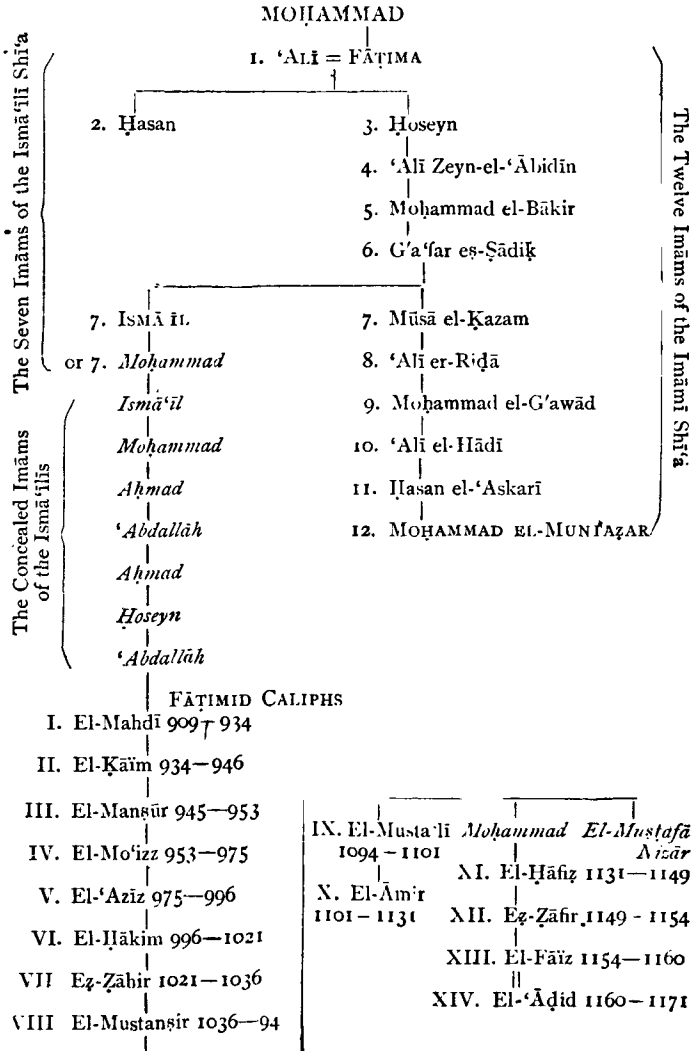 MOḤAMMAD
1. ‘ALĪ = FĀṬIMA
2. Ḥasan
3. Ḥoseyn
4. ‘Alī Zeyn-el-‘Ābidīn
5. Moḥammad el-Bāḳir
6. G′a‘far eṣ-Ṣādiḳ
The Seven Imāms of the Ismā‘īlī Shī‘a
The Twelve Imāms of the Imāmī Shī‘a
7. ISMĀ‘ĪL
or 7. Moḥammad
Ismā‘īl
Moḥammad
Aḥmad
‘Abdallāh
Aḥmad
Ḥoseyn
‘Abdallāh
The Concealed Imāms
of the Ismā‘īlīs
7. Mūsā el-Ḳazam
8. ‘Alī er-Riḍā
9. Moḥammad el-G′awād
10. ‘Alī el-Hādī
11. Ḥasan el-‘Askarī
12. MOḤAMMAD EL-MUNTAẒAR
FĀṬIMID CALIPHS
I. El-Mahdī 909–934
II. El-Ḳāïm 934—946
III. El-Manṣūr 945—953
IV. El-Mo‘izz 953—975
V. El-‘Azīz 975—996
VI. El-Ḥākim 996—1021
VII Eẓ-Ẓāhir 1021—1036
VIII El-Mustanṣir 1036—94
IX. El-Musta‘lī Moḥammad El-Muṣṭafā
Nizār
1094—1101
X. El-Āmir
1101—1131
XI. El-Ḥāfiẓ 1131—1149
XII. Eẓ-Ẓāfir 1149 - 1154
XIII. El-Fāïz 1154—1160
XIV. El-‘Āḍid 1160—1171